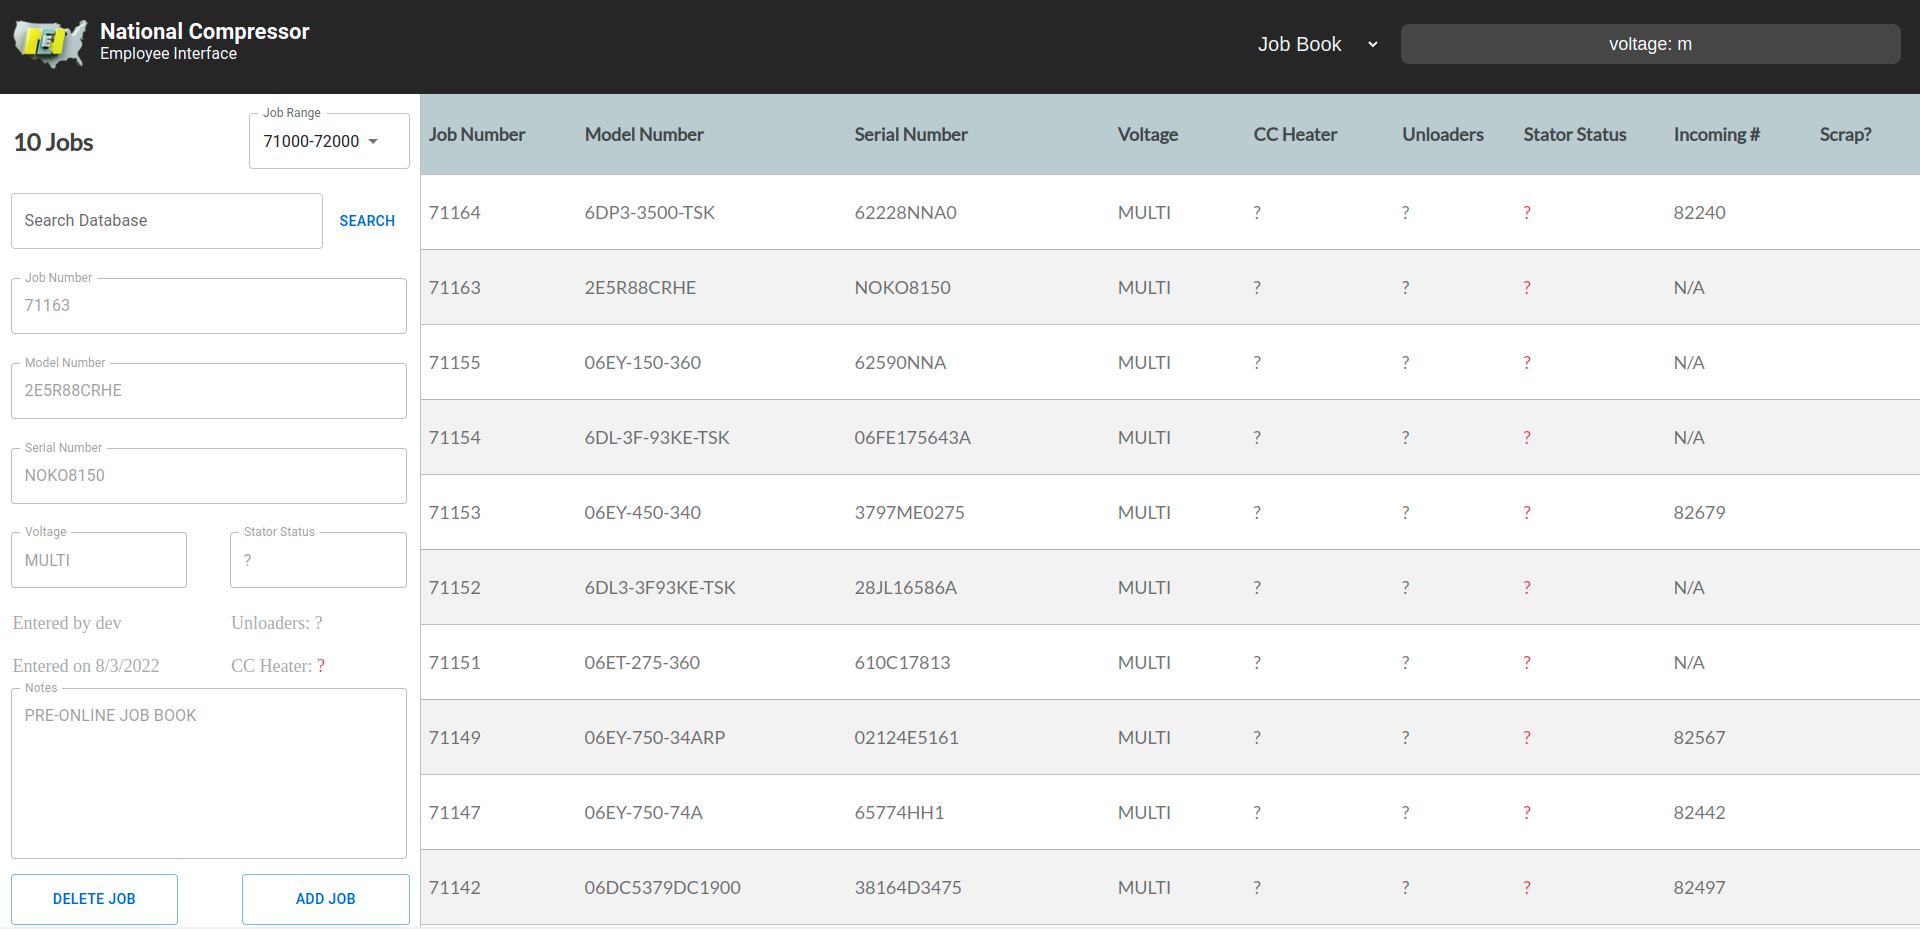 National Compressor
Employee Interface
Job Book
voltage: m
10 Jobs
Job Range
71000-72000
Search Database
SEARCH
Job Number
71163
Model Number
2E5R88CRHE
Serial Number
NOKO8150
Voltage
MULTI
Stator Status
?
Entered by dev
Unloaders: ?
Entered on 8/3/2022
CC Heater: ?
Notes
PRE-ONLINE JOB BOOK
DELETE JOB
ADD JOB
Job Number Model Number Serial Number Voltage CC Heater Unloaders Stator Status Incoming # Scrap?
71164 6DP3-3500-TSK 62228NNA0 MULTI ? ? ? 82240
71163 2E5R88CRHE NOKO8150 MULTI ? ? ? N/A
71155 06EY-150-360 62590NNA MULTI ? ? ? N/A
71154 6DL-3F-93KE-TSK 06FE175643A MULTI ? ? ? N/A
71153 06EY-450-340 3797ME0275 MULTI ? ? ? 82679
71152 6DL3-3F93KE-TSK 28JL16586A MULTI ? ? ? N/A
71151 06ET-275-360 610C17813 MULTI ? ? ? N/A
71149 06EY-750-34ARP 02124E5161 MULTI ? ? ? 82567
71147 06EY-750-74A 65774HH1 MULTI ? ? ? 82442
71142 06DC5379DC1900 38164D3475 MULTI ? ? ? 82497